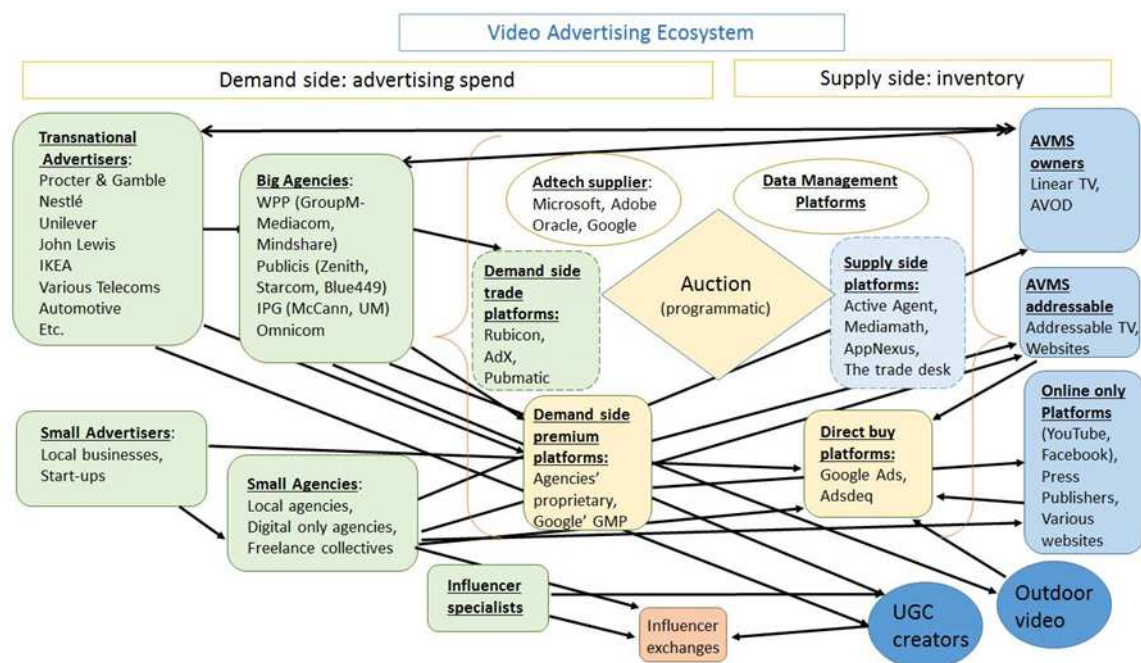 Video Advertising Ecosystem
Demand side: advertising spend
Supply side: inventory
Transnational
Advertisers:
Procter & Gamble
Nestlé
Unilever
John Lewis
IKEA
Various Telecoms
Automotive
Etc.
Big Agencies:
WPP (GroupM-
Mediacom,
Mindshare)
Publicis (Zenith,
Starcom, Blue449)
IPG (McCann, UM)
Omnicom
Adtech supplier:
Microsoft, Adobe
Oracle, Google
Data Management
Platforms
AVMS
owners
Linear TV,
AVOD
Demand side
trade
platforms:
Rubicon,
AdX,
Pubmatic
Auction
(programmatic)
Supply side
platforms:
Active Agent,
Mediamath,
AppNexus,
The trade desk
AVMS
addressable
Addressable TV,
Websites
Small Advertisers:
Local businesses,
Start-ups
Small Agencies:
Local agencies,
Digital only agencies,
Freelance collectives
Demand side
premium
platforms:
Agencies’
proprietary,
Google’ GMP
Direct buy
platforms:
Google Ads,
Adsdeq
Online only
Platforms
(YouTube,
Facebook),
Press
Publishers,
Various
websites
Influencer
specialists
Influencer
exchanges
UGC
creators
Outdoor
video